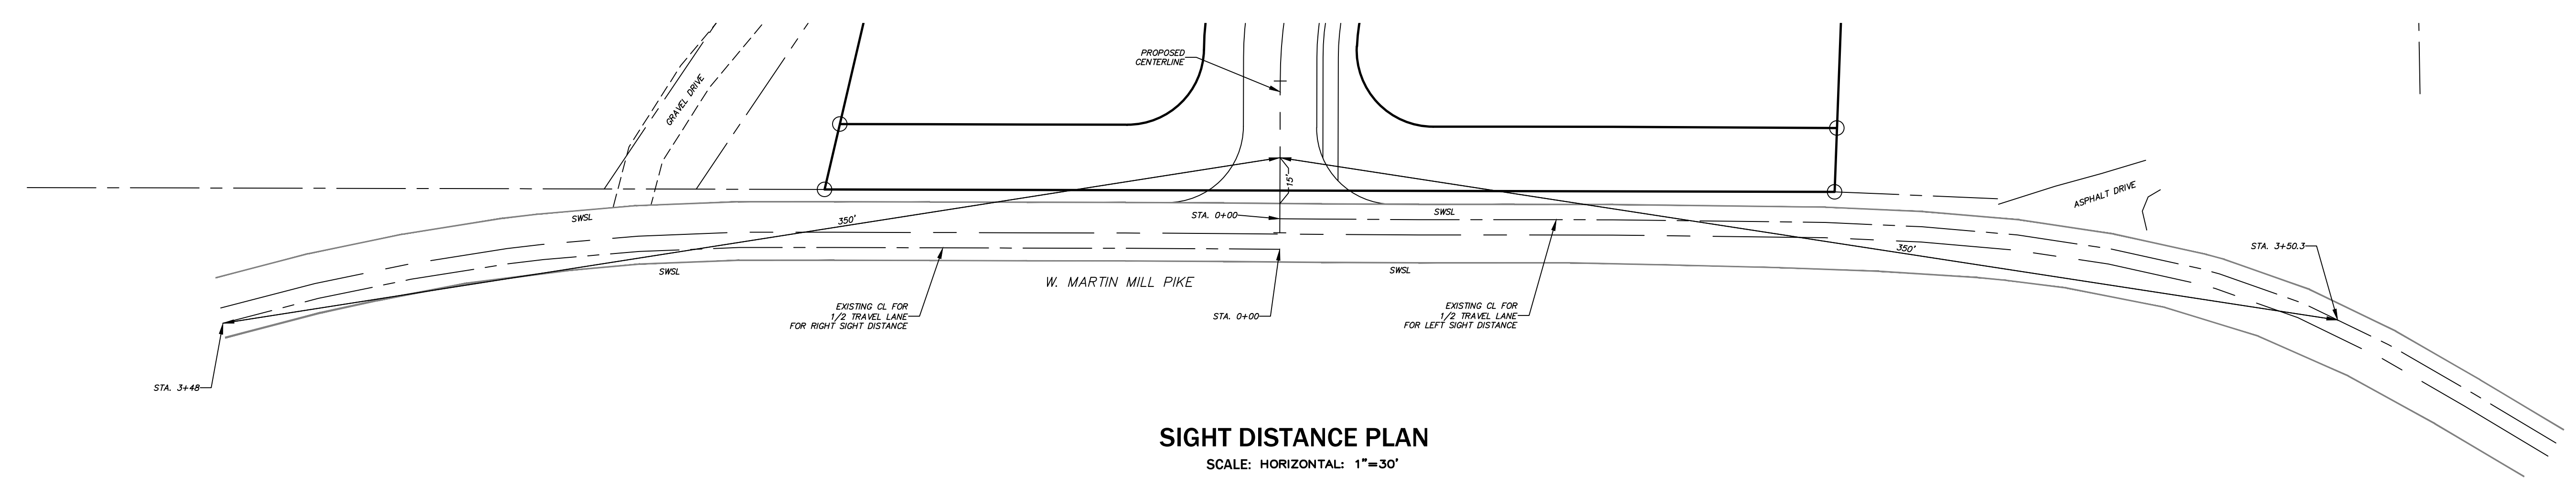 PROPOSED
CENTERLINE
GRAVEL DRIVE
15'
ASPHALT DRIVE
SWSL
350'
STA. 0+00
SWSL
350'
STA. 3+50.3
SWSL
SWSL
W. MARTIN MILL PIKE
EXISTING CL FOR
1/2 TRAVEL LANE
FOR RIGHT SIGHT DISTANCE
STA. 0+00
EXISTING CL FOR
1/2 TRAVEL LANE
FOR LEFT SIGHT DISTANCE
STA. 3+48
SIGHT DISTANCE PLAN
SCALE: HORIZONTAL: 1"=30'